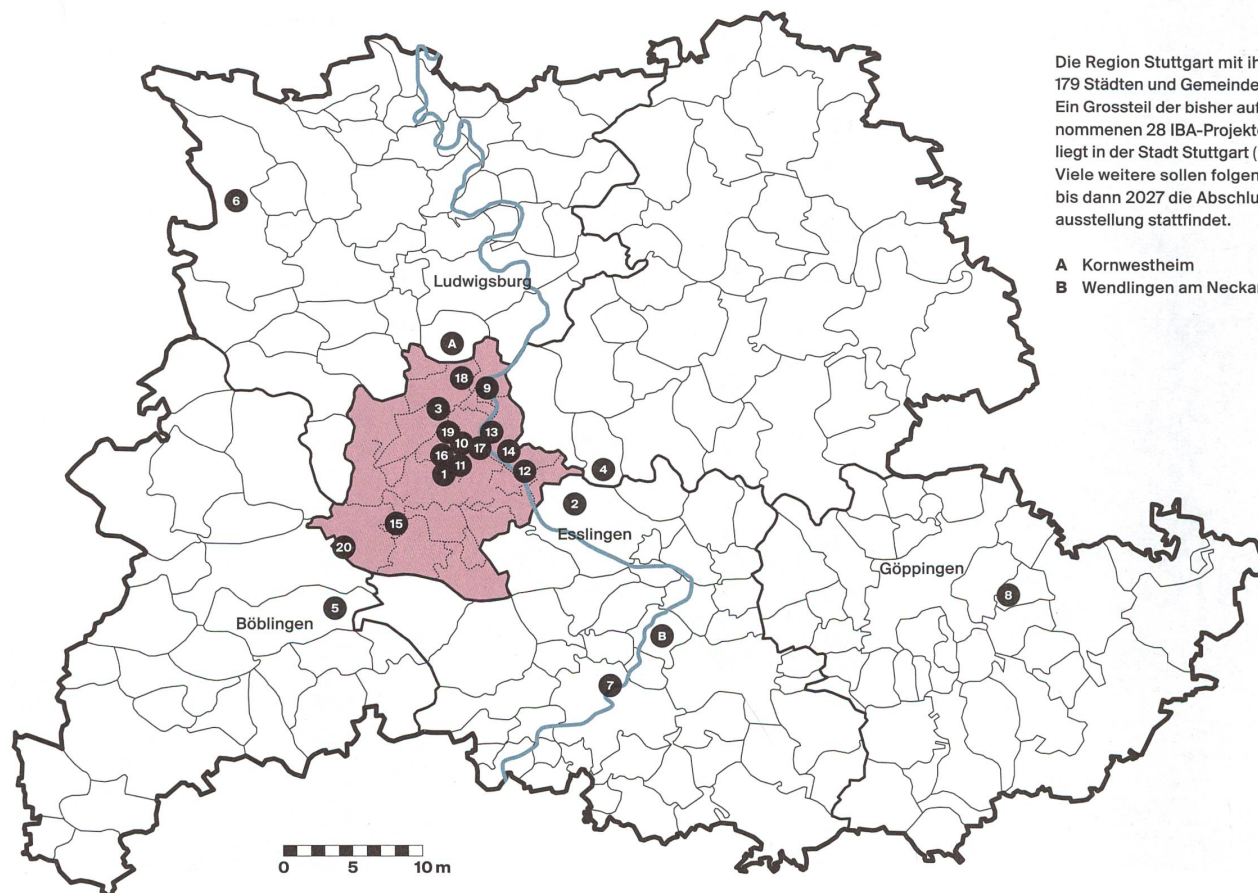 Die Region Stuttgart mit ih
179 Städten und Gemeinde
Ein Grossteil der bisher auf
nommenen 28 IBA-Projekte
liegt in der Stadt Stuttgart (
Viele weitere sollen folgen
bis dann 2027 die Abschlu
ausstellung stattfindet.
A Kornwestheim
B Wendlingen am Neckar
6
Ludwigsburg
A
18
9
3
19
13
10
17
14
16
11
1
12
4
2
15
Esslingen
20
Göppingen
8
5
Böblingen
B
7
0 5 10 m